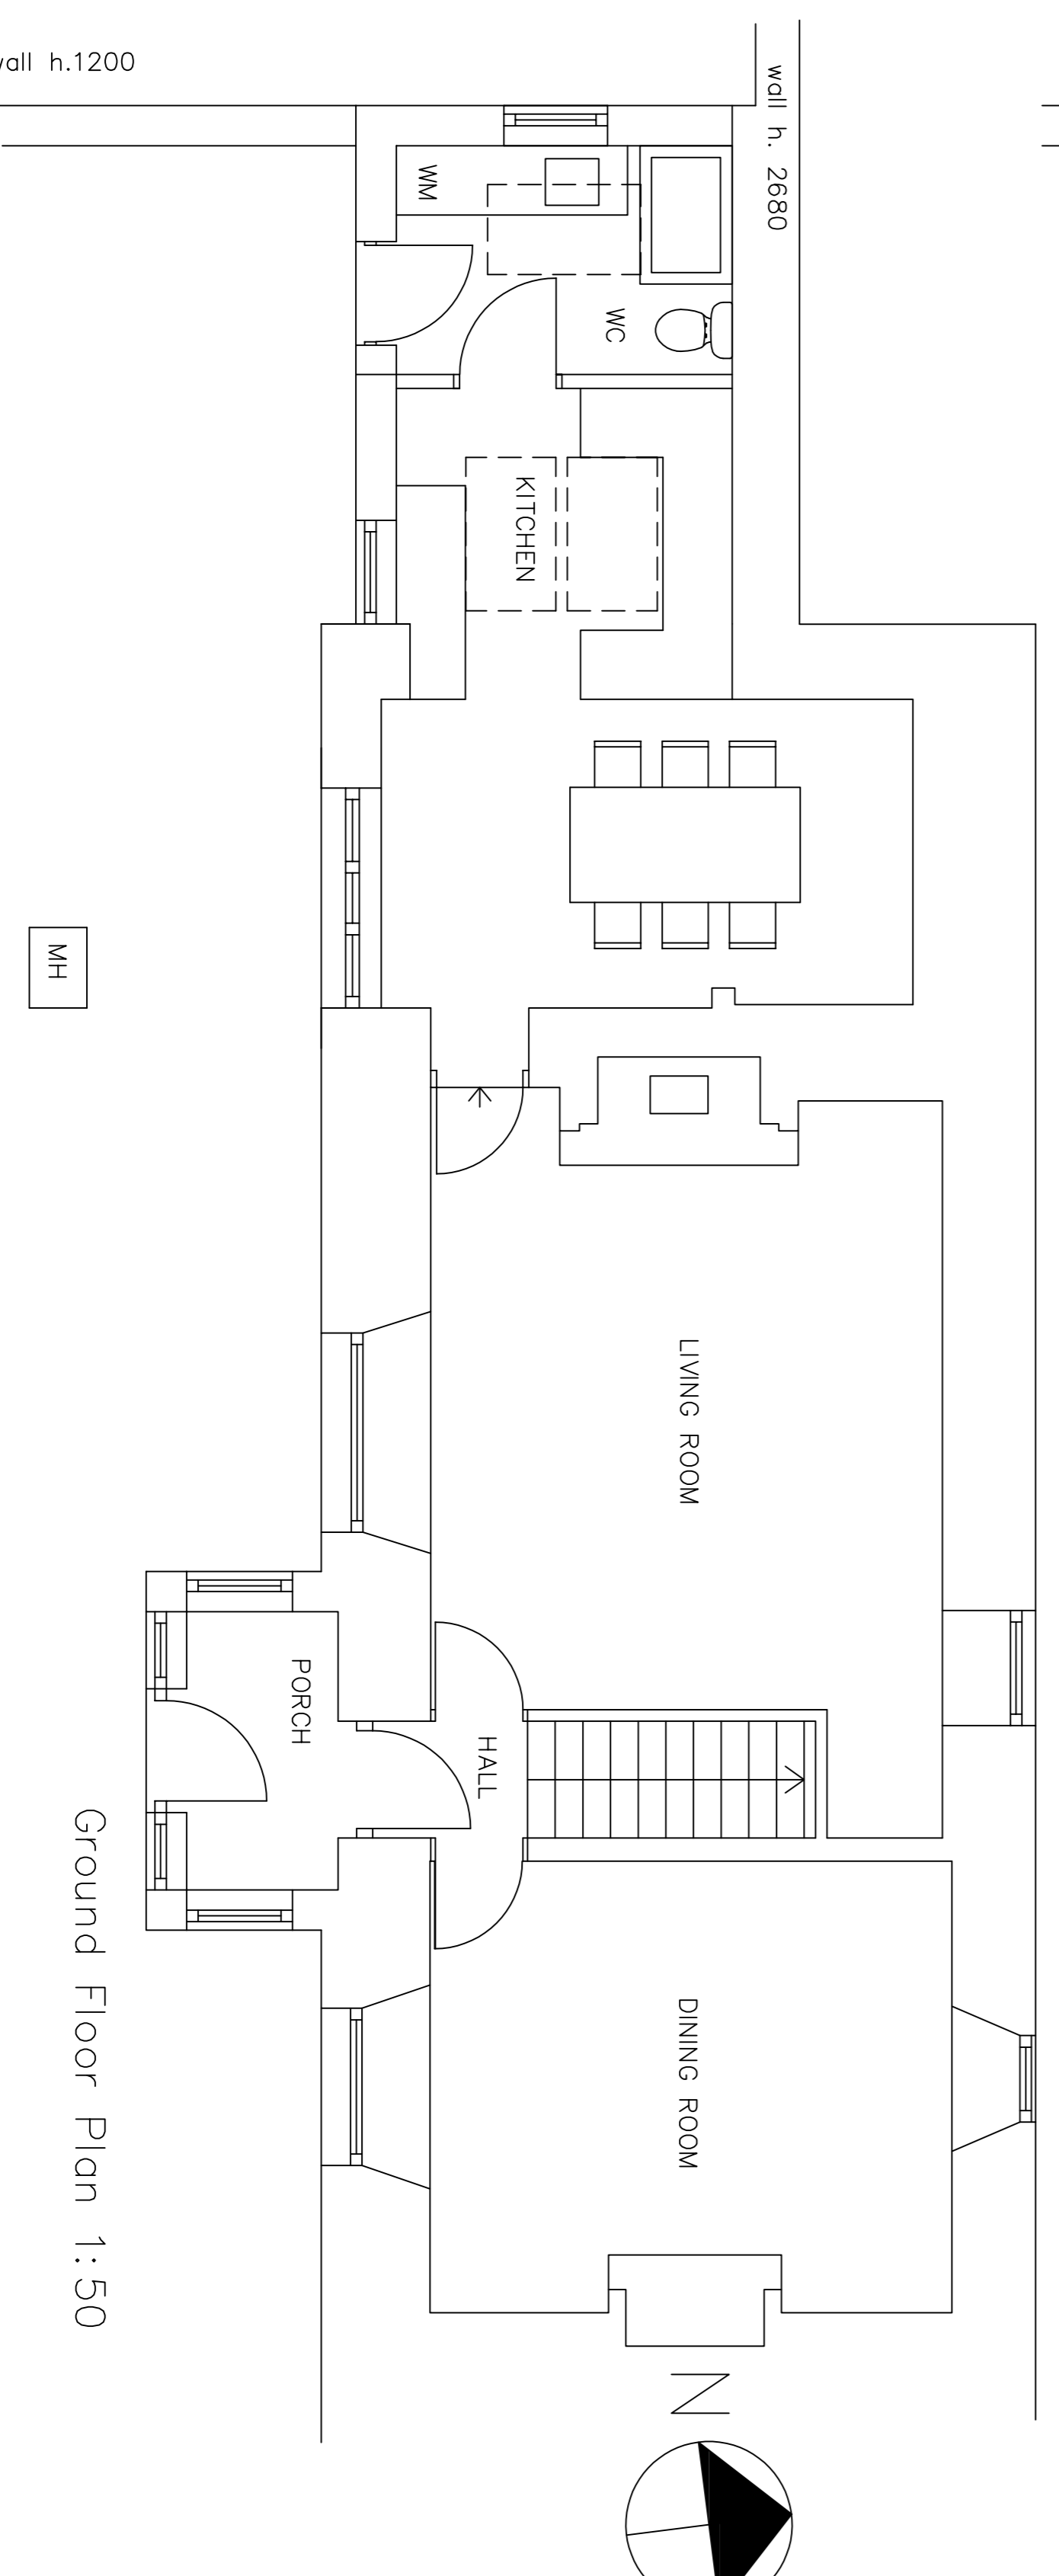 wall h.1200
wall h. 2680
WM
WC
KITCHEN
MH
LIVING ROOM
PORCH
HALL
DINING ROOM
Ground Floor Plan 1:50
N